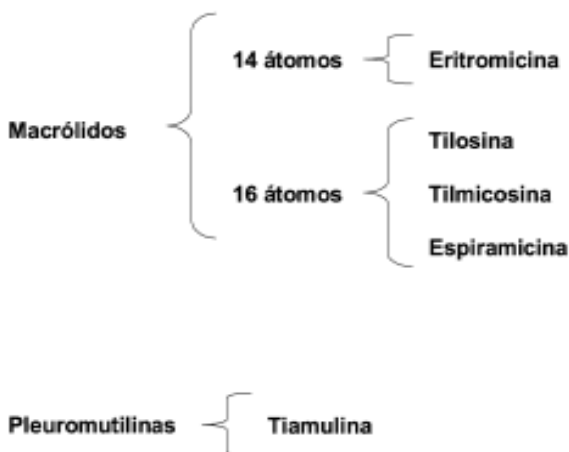 14 átomos Eritromicina
Macrólidos
Tilosina
16 átomos Tilmicosina
Espiramicina
Pleuromutilinas Tiamulina